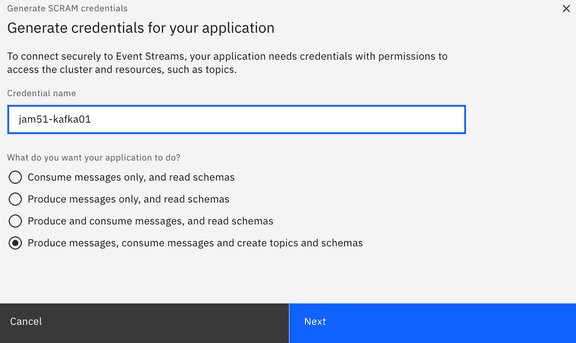 Generate SCRAM credentials
Generate credentials for your application
To connect securely to Event Streams, your application needs credentials with permissions to
access the cluster and resources, such as topics.
Credential name
jam51-kafka01
What do you want your application to do?
Consume messages only, and read schemas
Produce messages only, and read schemas
Produce and consume messages, and read schemas
Produce messages, consume messages and create topics and schemas
Cancel
Next